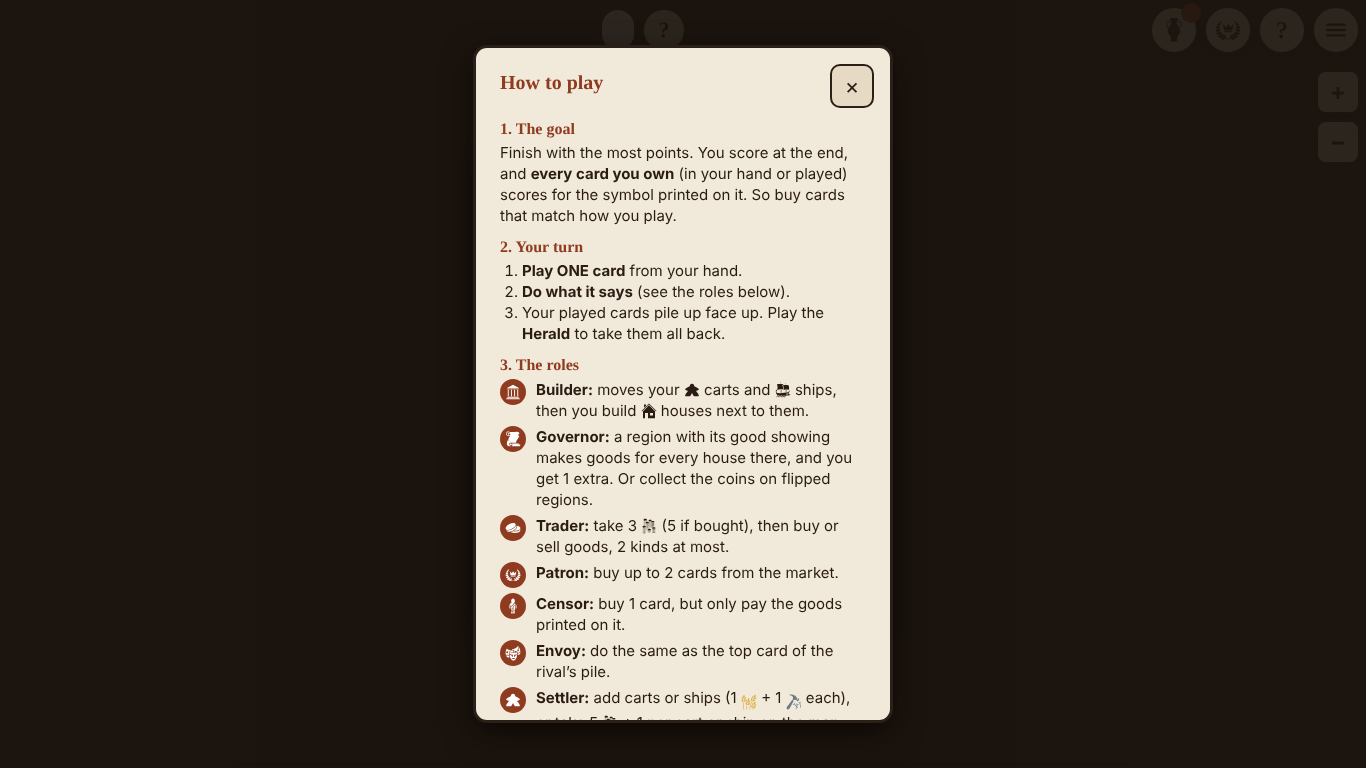 ?
?
+
−
How to play
×
1. The goal
Finish with the most points. You score at the end,
and every card you own (in your hand or played)
scores for the symbol printed on it. So buy cards
that match how you play.
2. Your turn
1. Play ONE card from your hand.
2. Do what it says (see the roles below).
3. Your played cards pile up face up. Play the
Herald to take them all back.
3. The roles
Builder: moves your carts and ships,
then you build houses next to them.
Governor: a region with its good showing
makes goods for every house there, and you
get 1 extra. Or collect the coins on flipped
regions.
Trader: take 3 (5 if bought), then buy or
sell goods, 2 kinds at most.
Patron: buy up to 2 cards from the market.
Censor: buy 1 card, but only pay the goods
printed on it.
Envoy: do the same as the top card of the
rival’s pile.
Settler: add carts or ships (1 + 1 each),